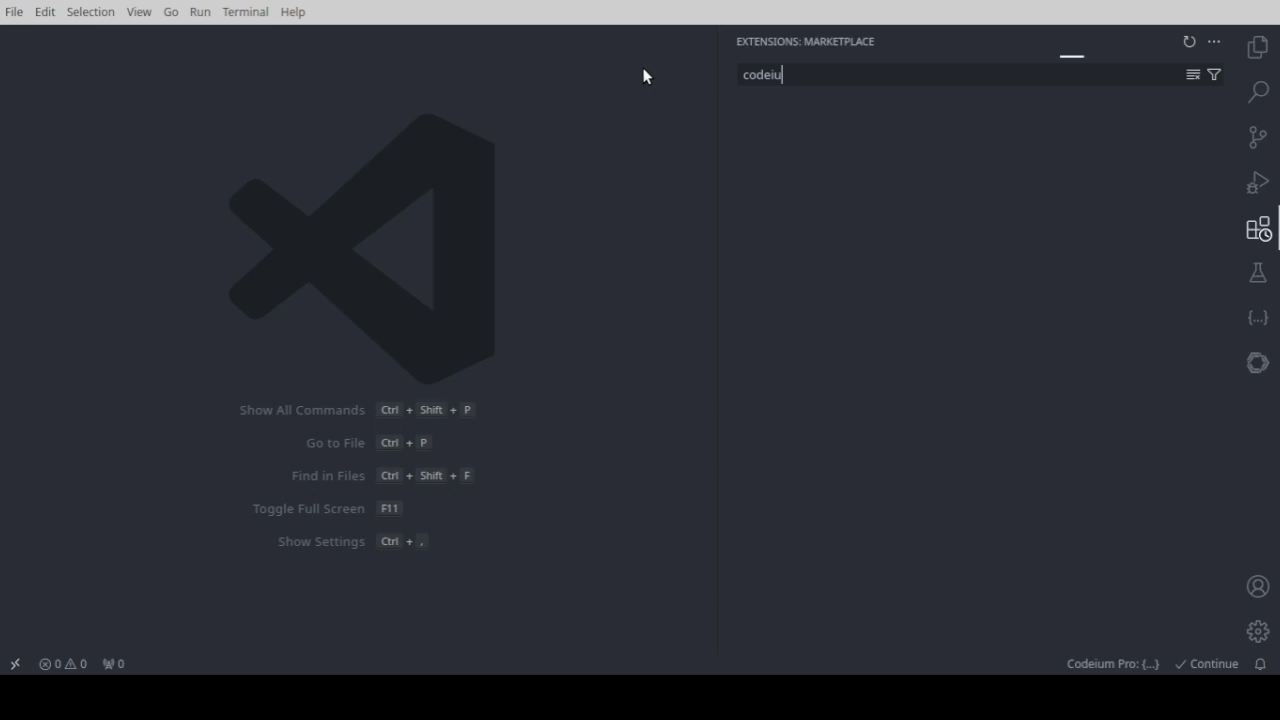 File Edit Selection View Go Run Terminal Help
EXTENSIONS: MARKETPLACE
codeiu
Show All Commands Ctrl + Shift + P
Go to File Ctrl + P
Find in Files Ctrl + Shift + F
Toggle Full Screen F11
Show Settings Ctrl + ,
0 0 0 Codeium Pro: {...} Continue